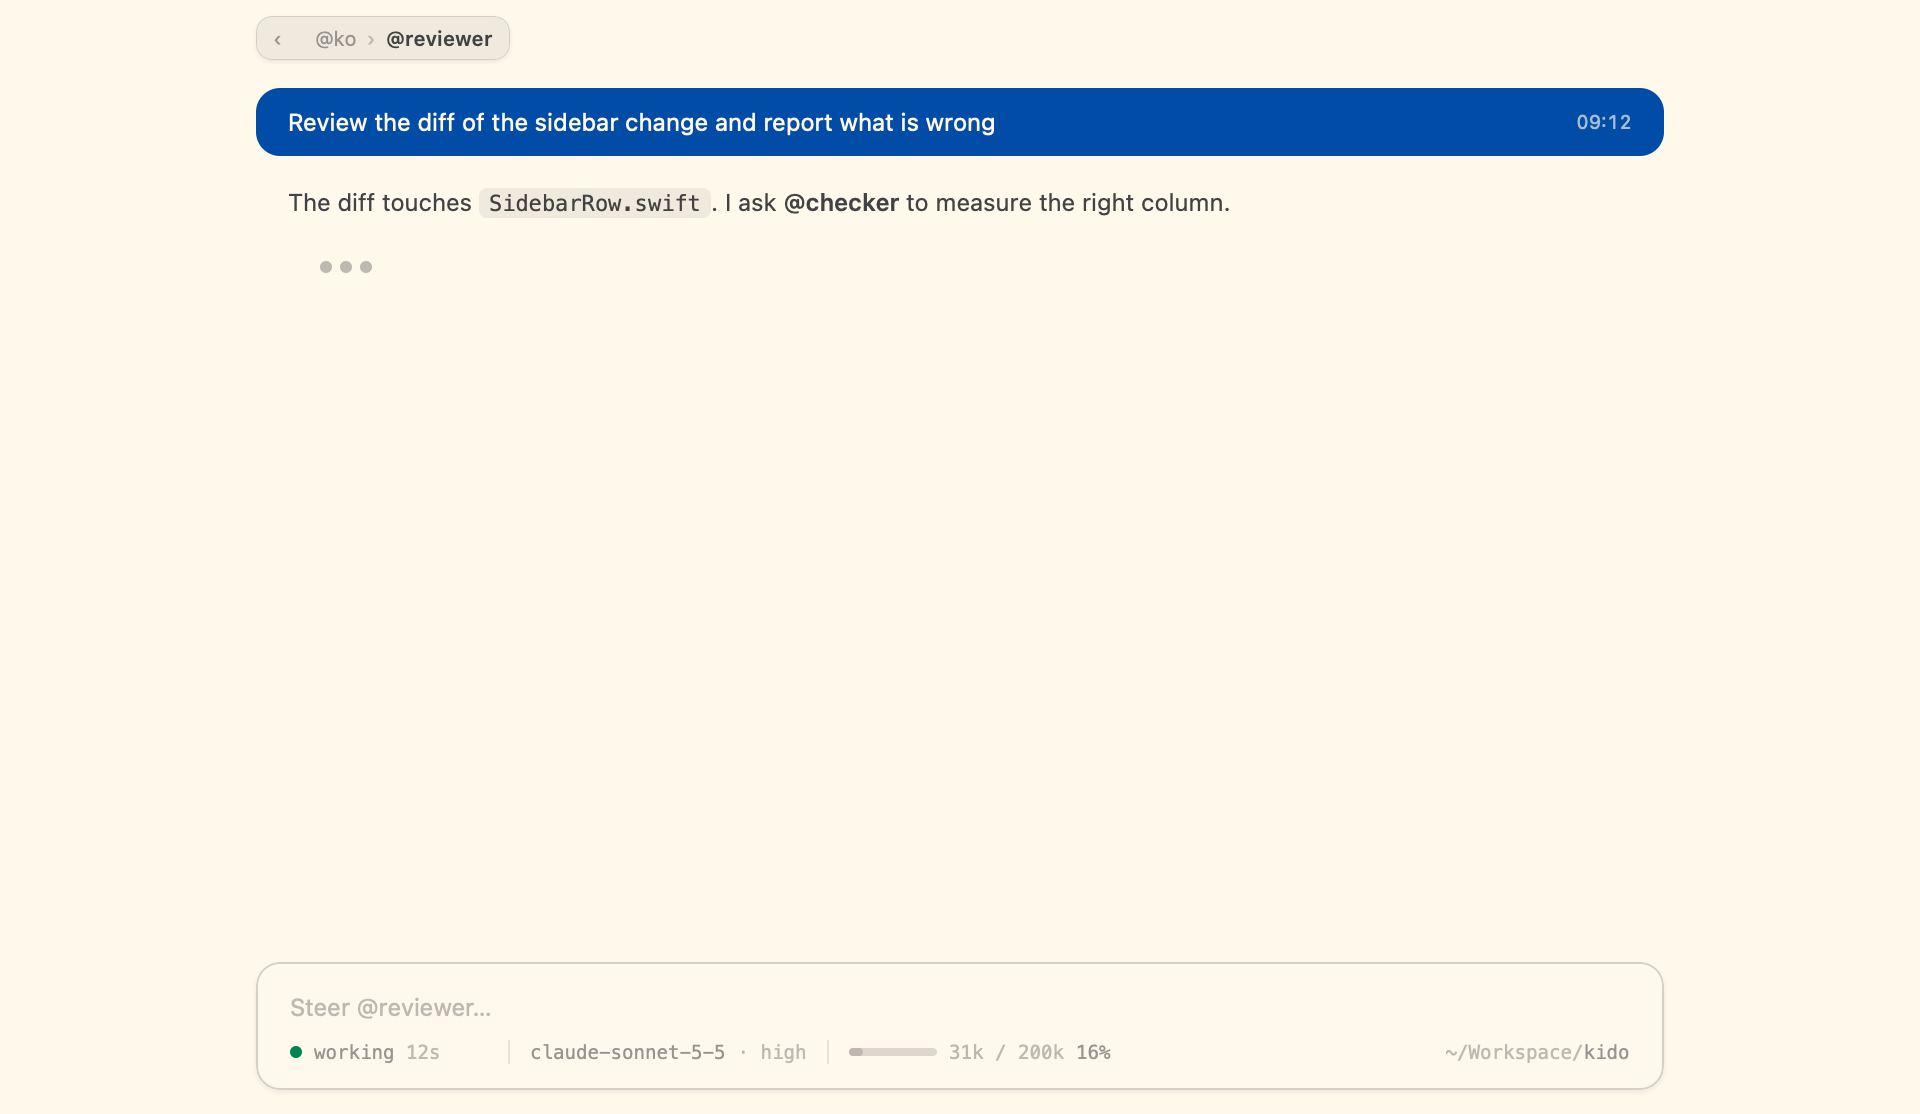 ‹ @ko › @reviewer
Review the diff of the sidebar change and report what is wrong 09:12
The diff touches SidebarRow.swift. I ask @checker to measure the right column.
Steer @reviewer...
working 12s claude-sonnet-5-5 · high 31k / 200k 16% ~/Workspace/kido